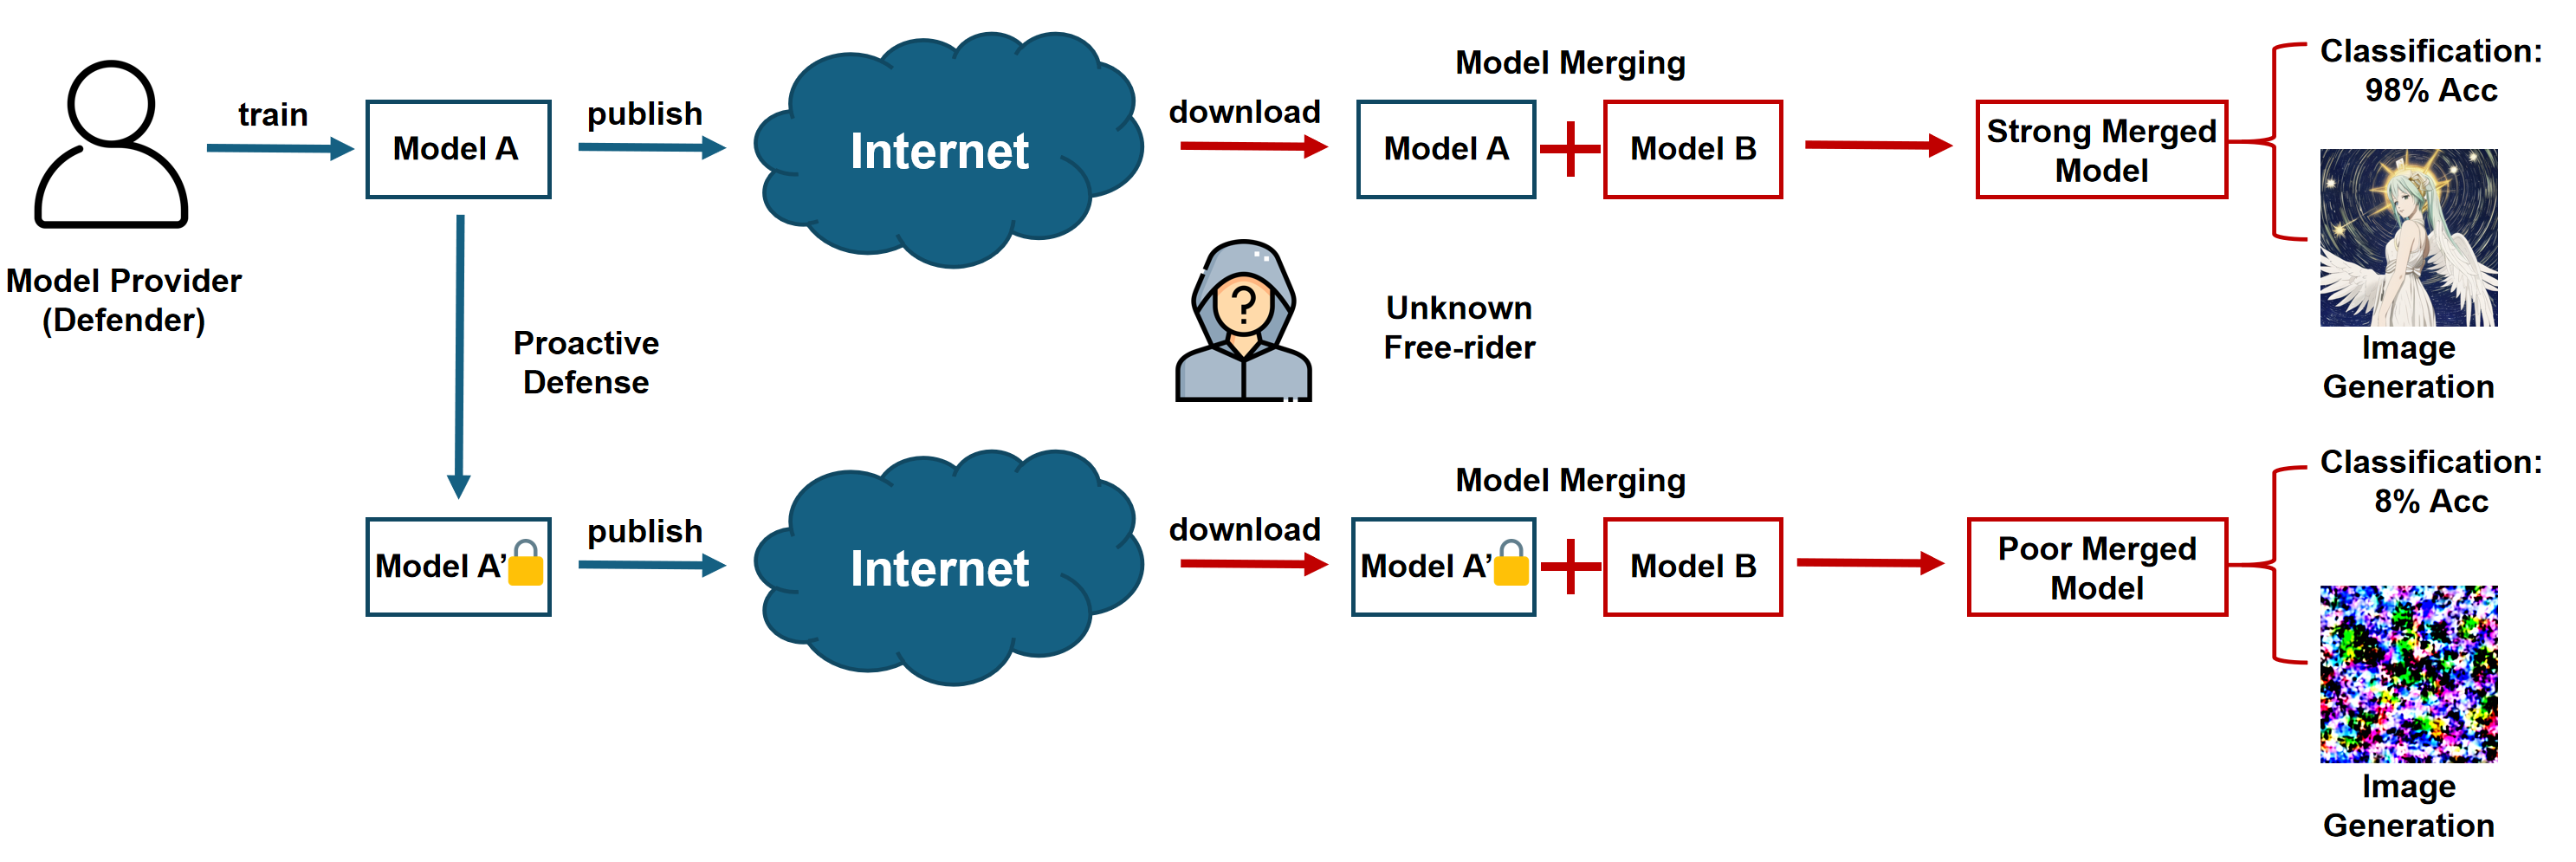 train
Model A
publish
Internet
download
Model Merging
Model A
Model B
Strong Merged
Model
Classification:
98% Acc
Image
Generation
Model Provider
(Defender)
Proactive
Defense
?
Unknown
Free-rider
Model A’
publish
Internet
download
Model Merging
Model A’
Model B
Poor Merged
Model
Classification:
8% Acc
Image
Generation